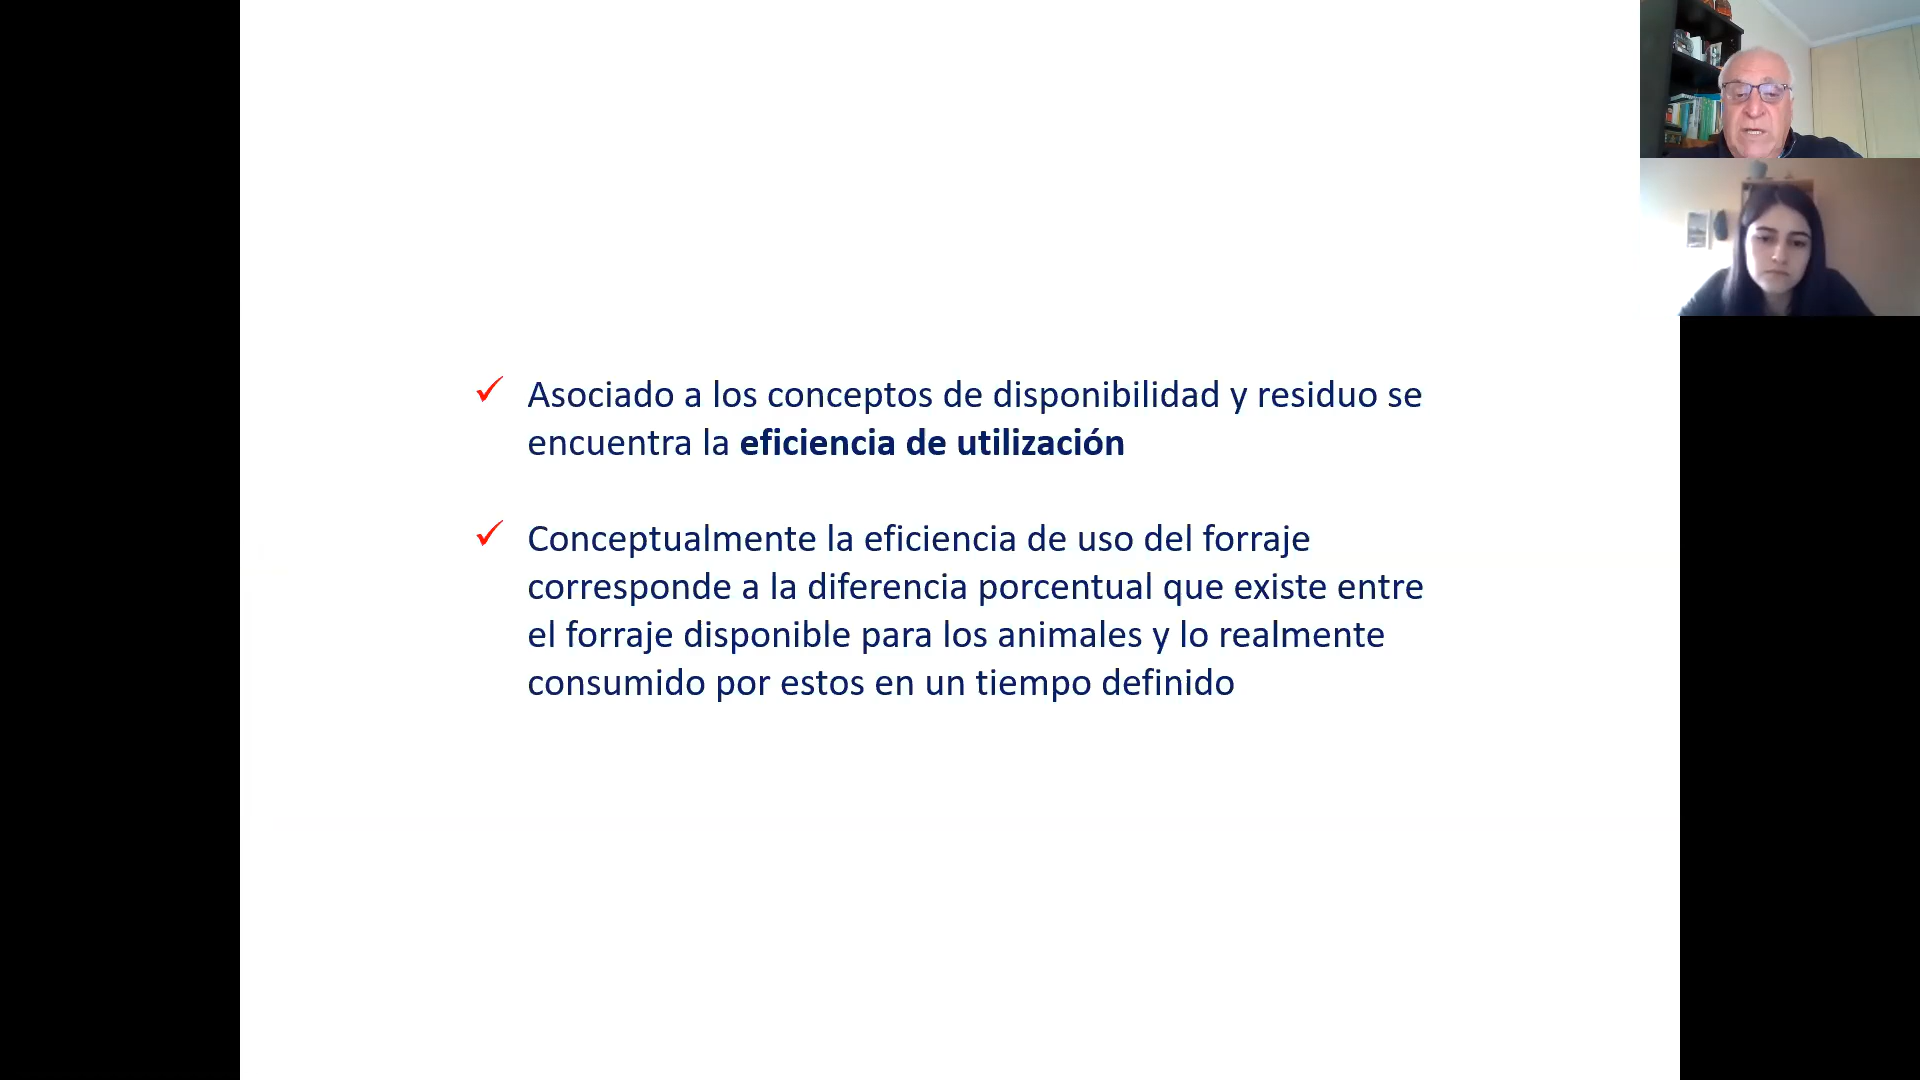 Asociado a los conceptos de disponibilidad y residuo se
encuentra la eficiencia de utilización
Conceptualmente la eficiencia de uso del forraje
corresponde a la diferencia porcentual que existe entre
el forraje disponible para los animales y lo realmente
consumido por estos en un tiempo definido